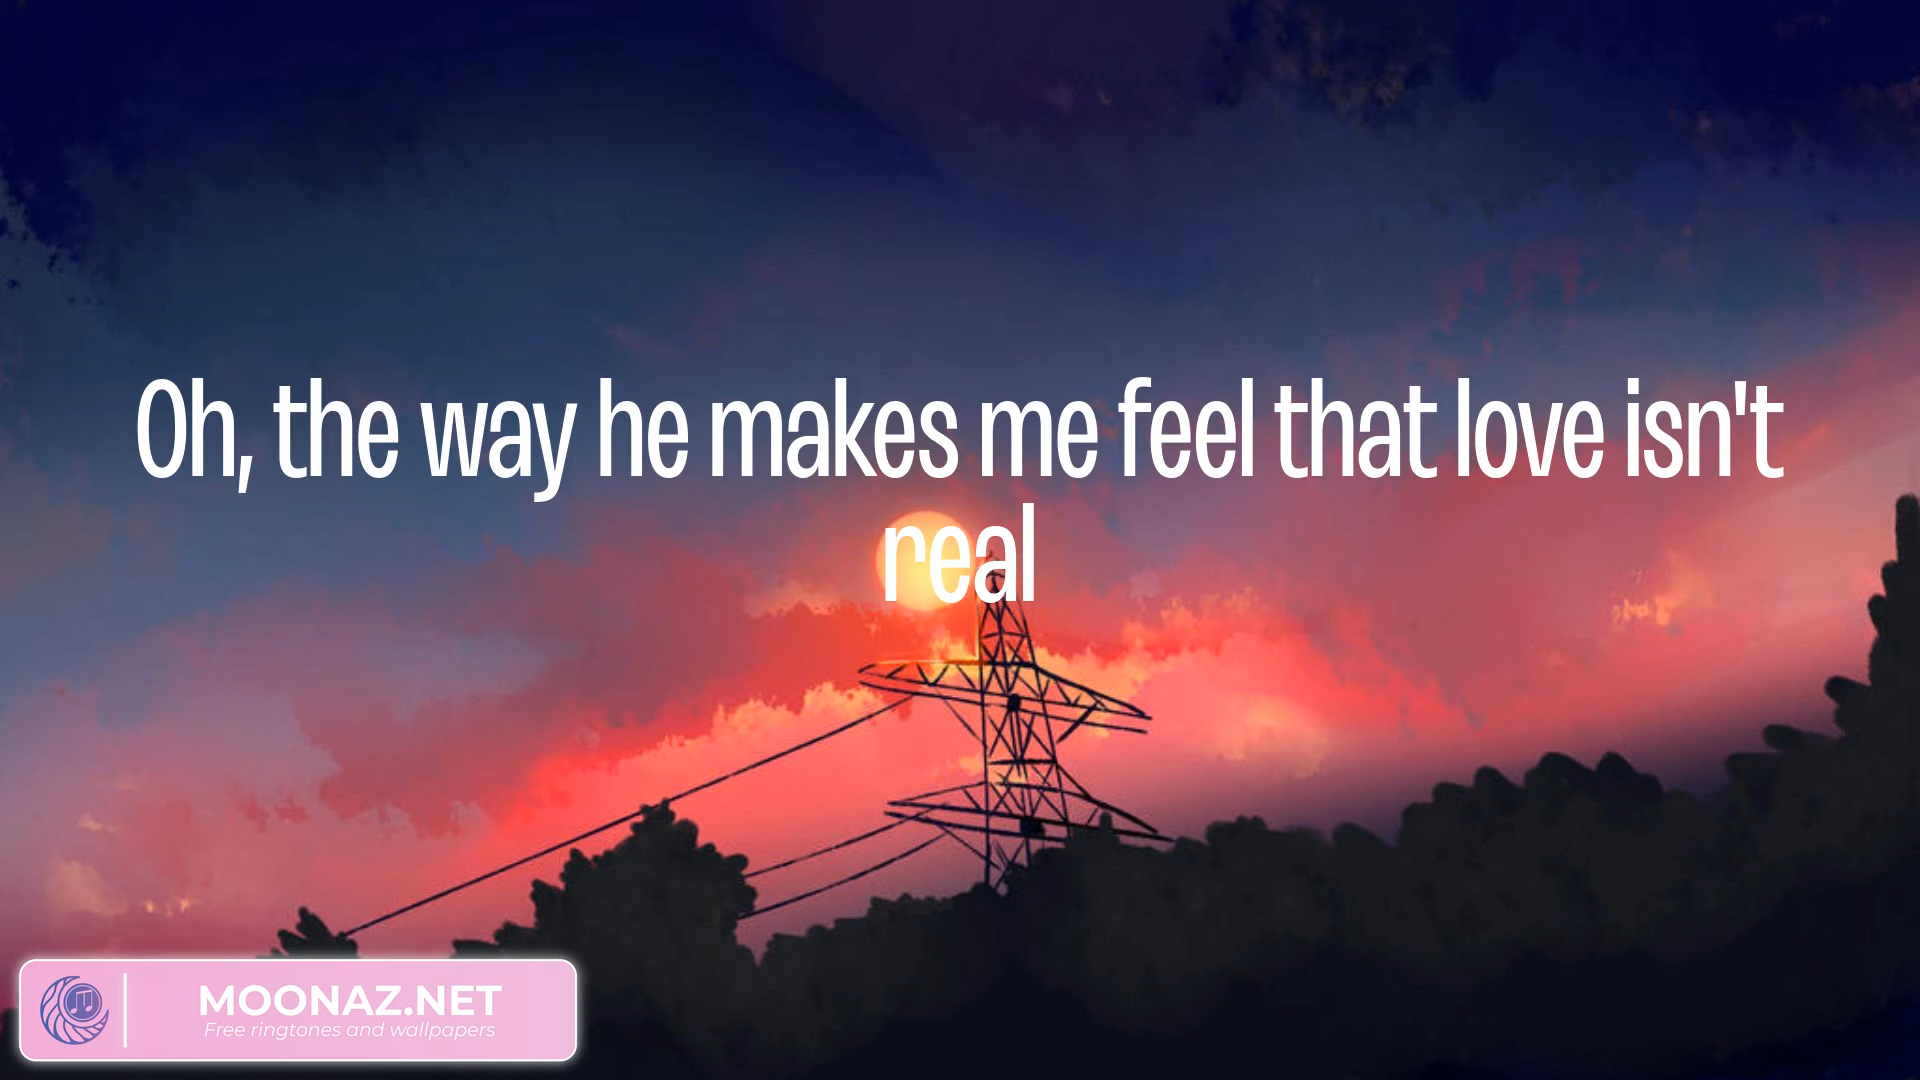 Oh, the way he makes me feel that love isn't
real
MOONAZ.NET
Free ringtones and wallpapers